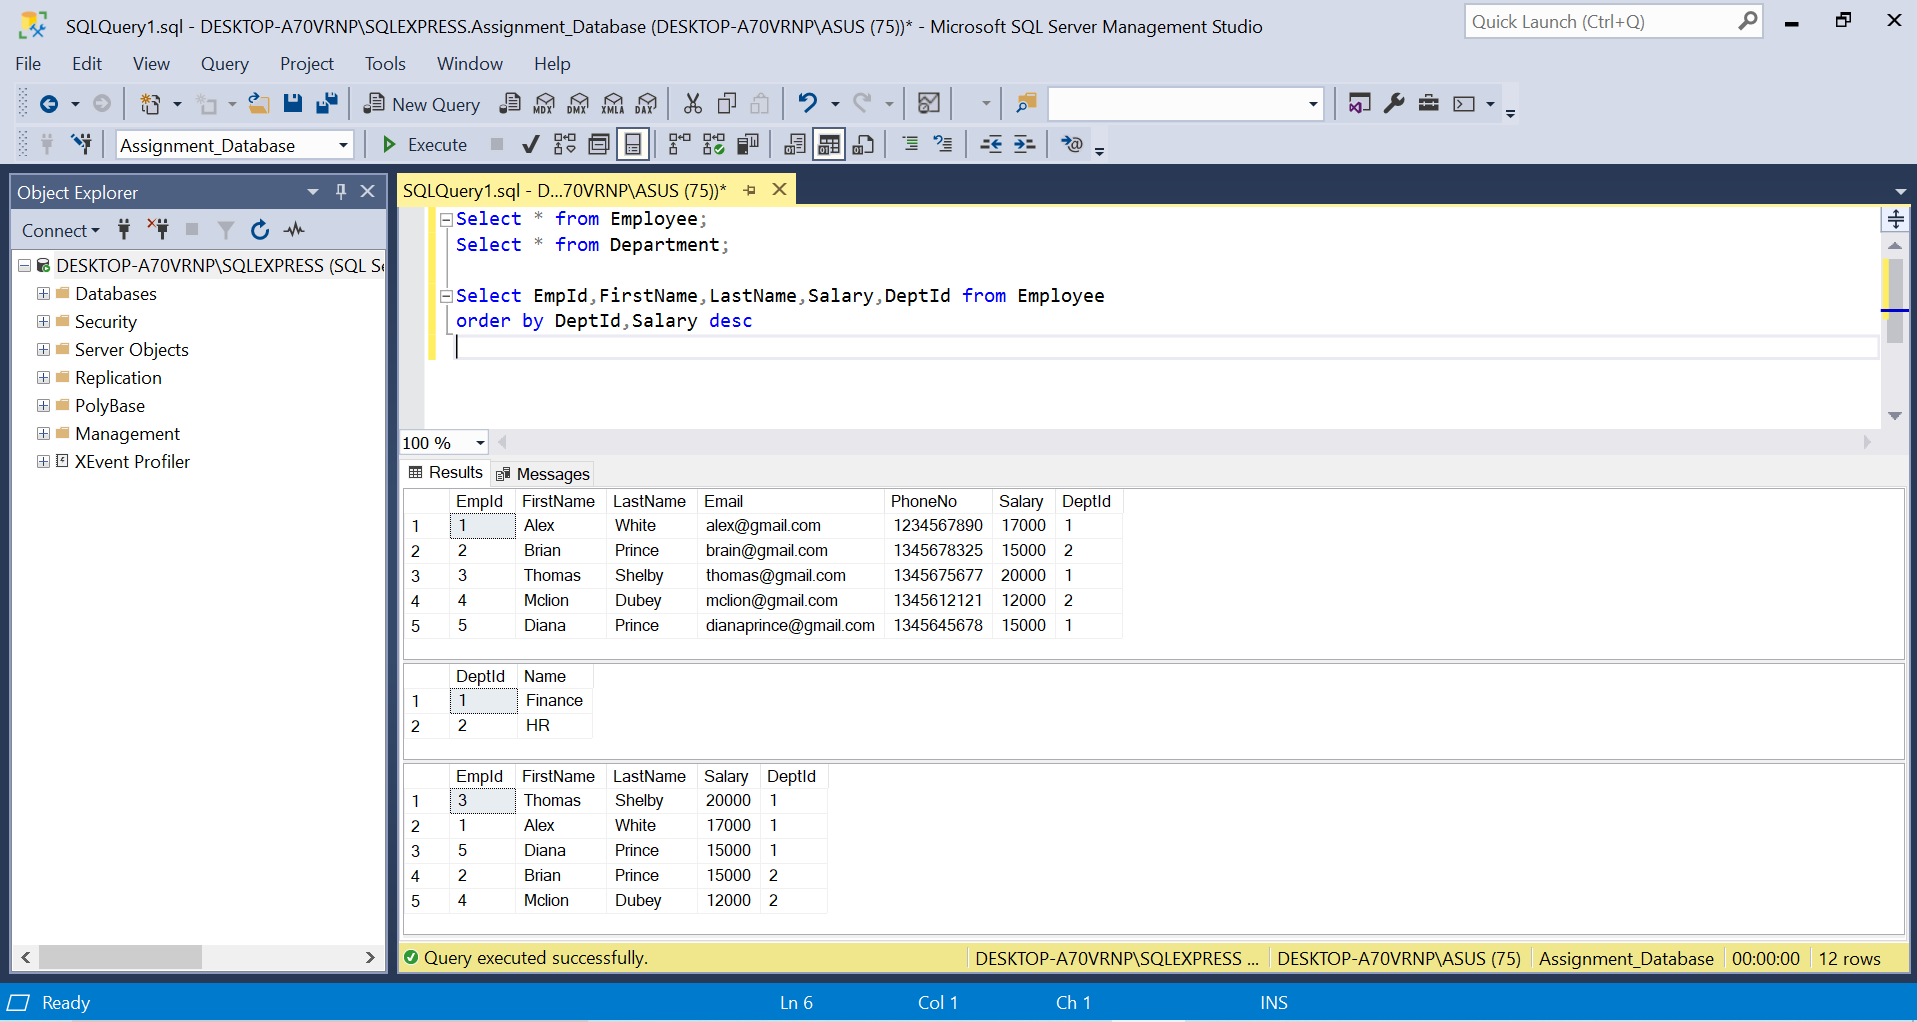 SQLQuery1.sql - DESKTOP-A70VRNP\SQLEXPRESS.Assignment_Database (DESKTOP-A70VRNP\ASUS (75))* - Microsoft SQL Server Management Studio
Quick Launch (Ctrl+Q)
File Edit View Query Project Tools Window Help
New Query MDX DMX XMLA DAX
Assignment_Database Execute
Object Explorer
Connect
DESKTOP-A70VRNP\SQLEXPRESS (SQL Se
Databases
Security
Server Objects
Replication
PolyBase
Management
XEvent Profiler
SQLQuery1.sql - D...70VRNP\ASUS (75))*
Select * from Employee;
Select * from Department;
Select EmpId,FirstName,LastName,Salary,DeptId from Employee
order by DeptId,Salary desc
100 %
Results Messages
EmpId FirstName LastName Email PhoneNo Salary DeptId
1 1 Alex White alex@gmail.com 1234567890 17000 1
2 2 Brian Prince brain@gmail.com 1345678325 15000 2
3 3 Thomas Shelby thomas@gmail.com 1345675677 20000 1
4 4 Mclion Dubey mclion@gmail.com 1345612121 12000 2
5 5 Diana Prince dianaprince@gmail.com 1345645678 15000 1
DeptId Name
1 1 Finance
2 2 HR
EmpId FirstName LastName Salary DeptId
1 3 Thomas Shelby 20000 1
2 1 Alex White 17000 1
3 5 Diana Prince 15000 1
4 2 Brian Prince 15000 2
5 4 Mclion Dubey 12000 2
Query executed successfully. DESKTOP-A70VRNP\SQLEXPRESS ... DESKTOP-A70VRNP\ASUS (75) Assignment_Database 00:00:00 12 rows
Ready Ln 6 Col 1 Ch 1 INS